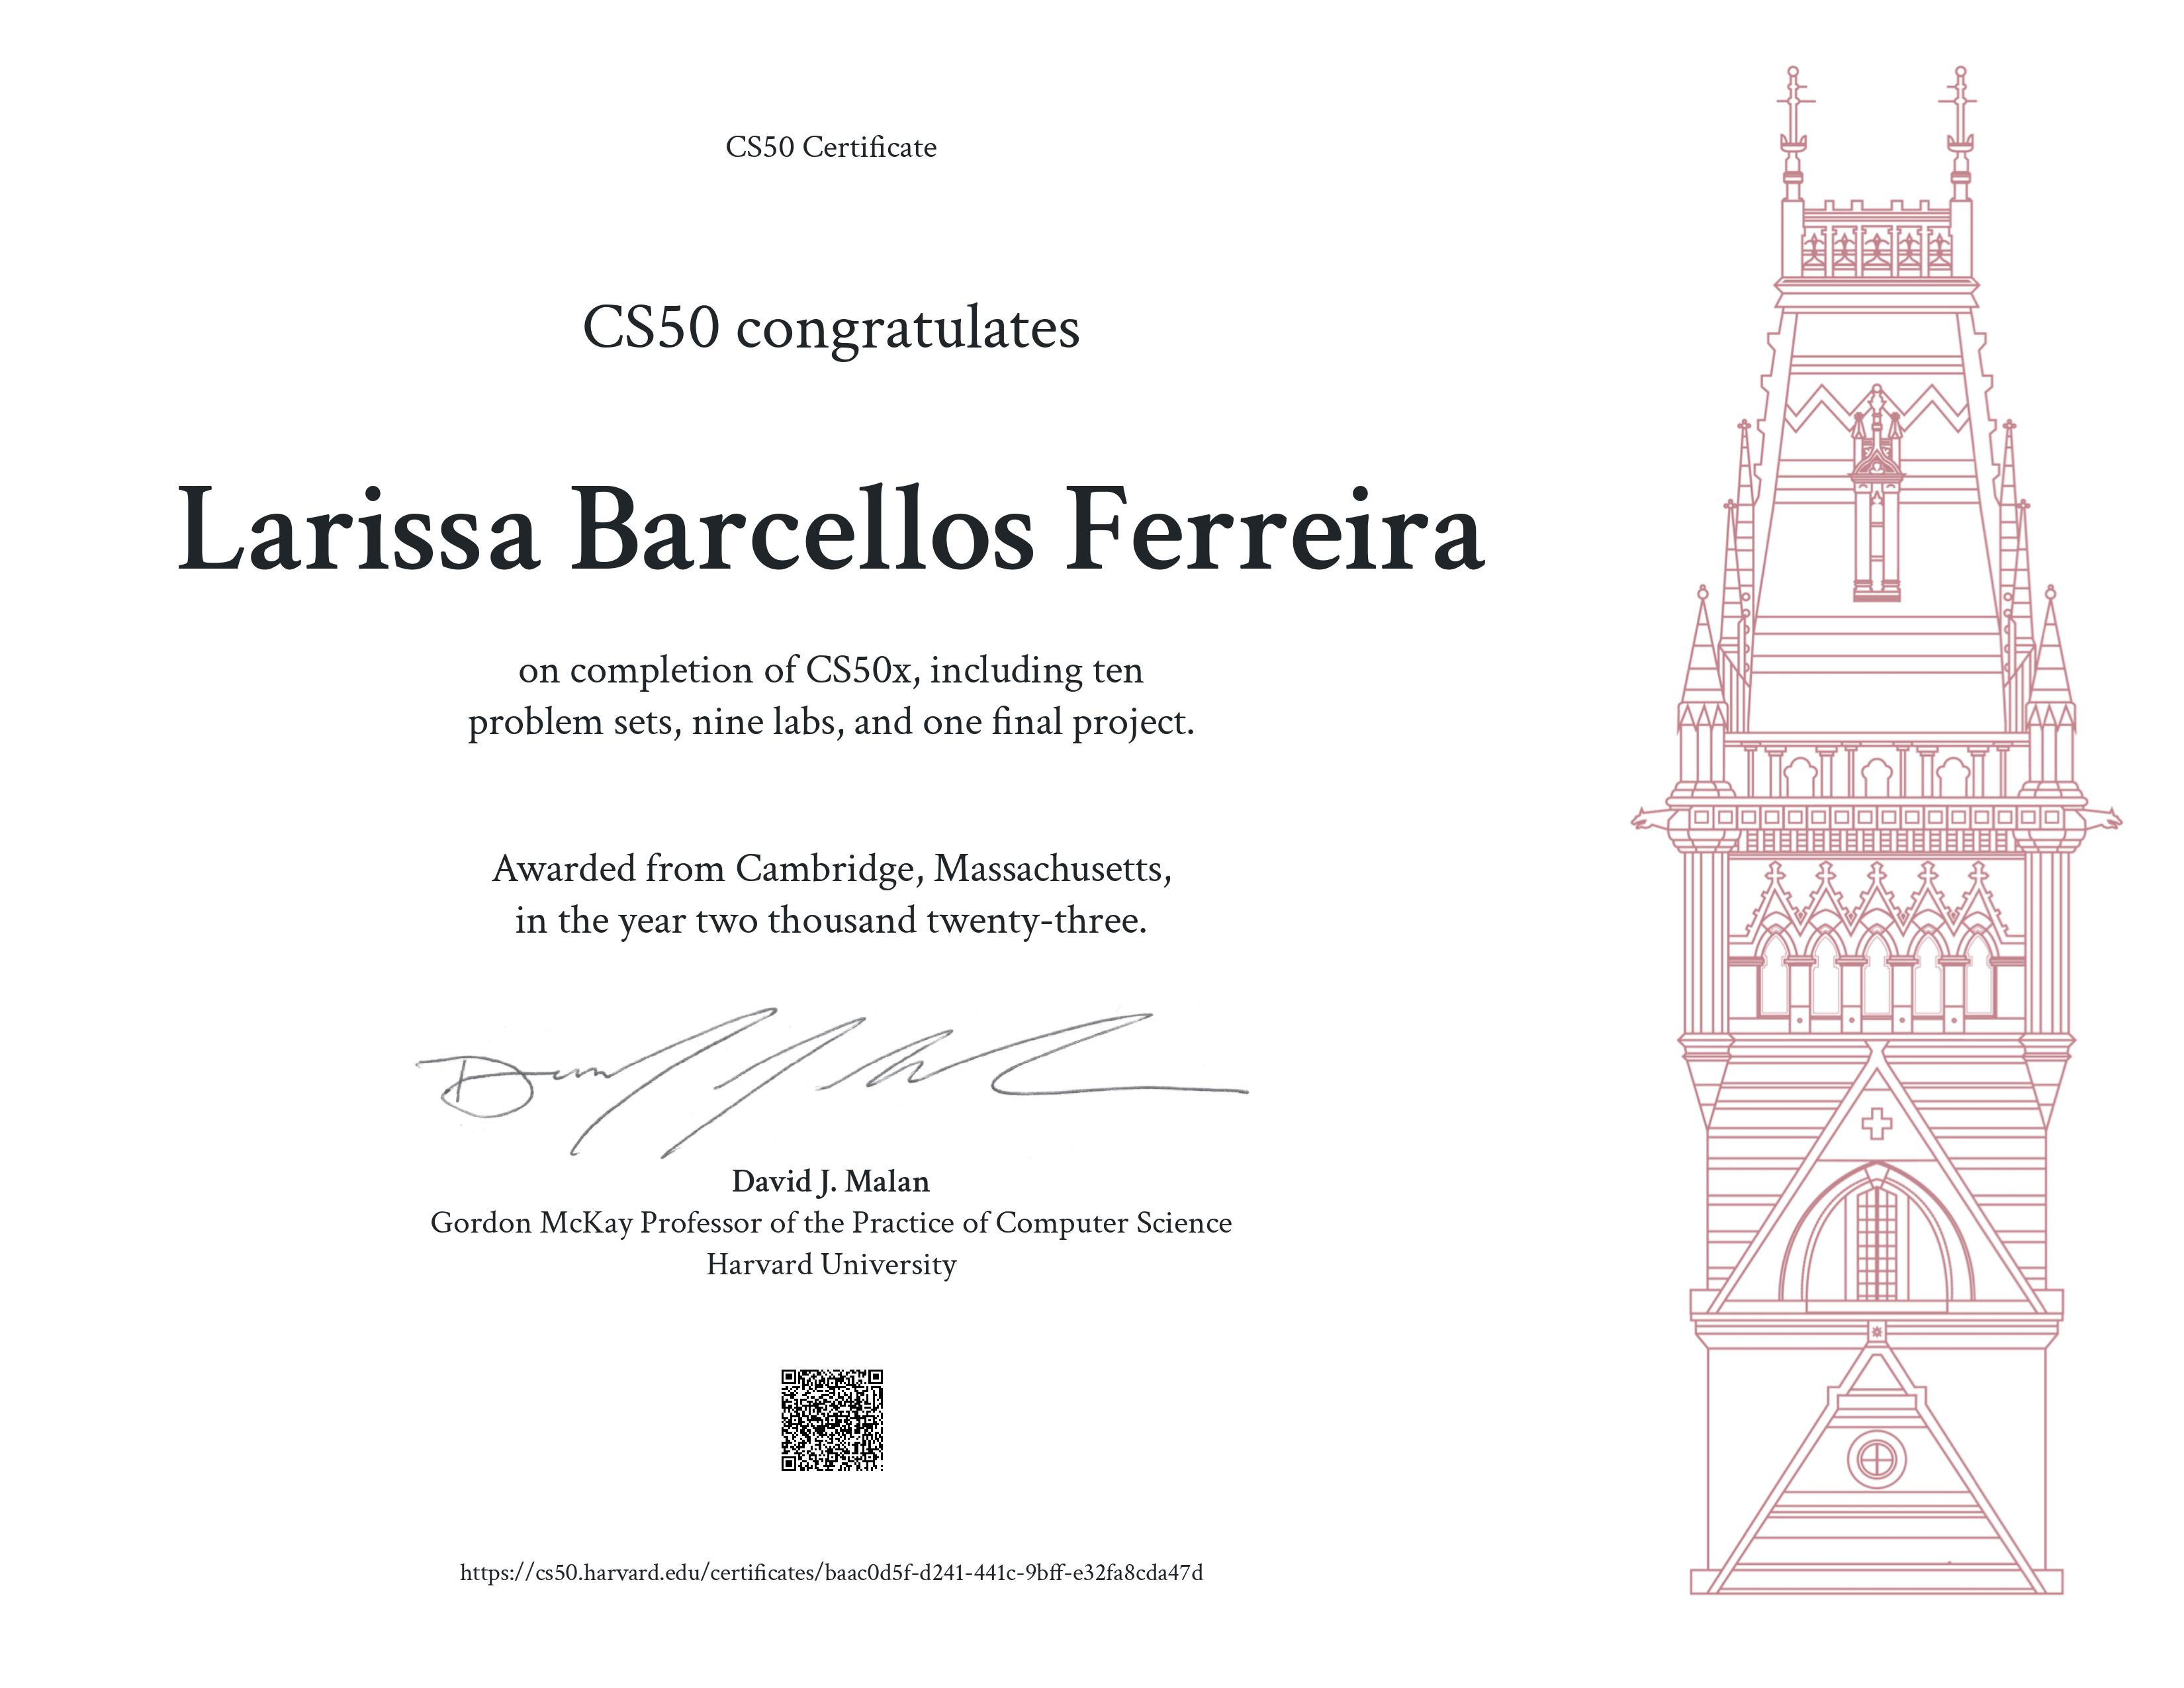 CS50 Certificate
CS50 congratulates
Larissa Barcellos Ferreira
on completion of CS50x, including ten
problem sets, nine labs, and one final project.
Awarded from Cambridge, Massachusetts,
in the year two thousand twenty-three.
David J. Malan
Gordon McKay Professor of the Practice of Computer Science
Harvard University
https://cs50.harvard.edu/certificates/baac0d5f-d241-441c-9bff-e32fa8cda47d